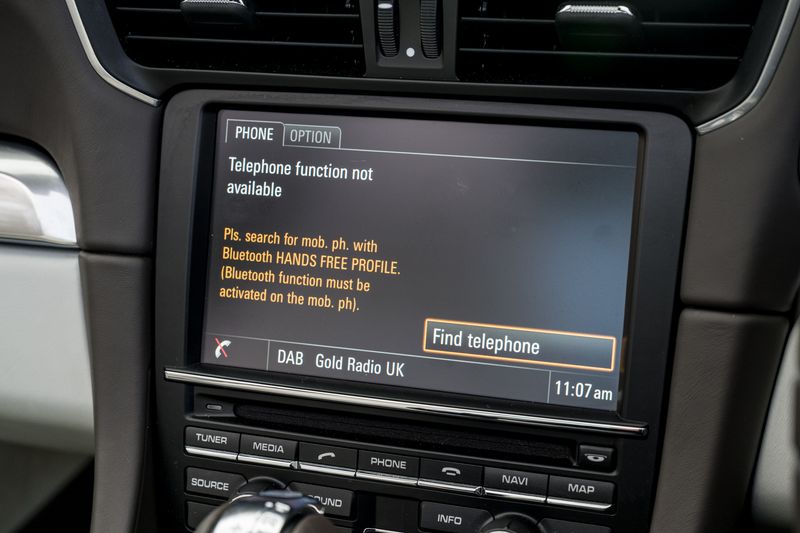 PHONE OPTION
Telephone function not
available
Pls. search for mob. ph. with
Bluetooth HANDS FREE PROFILE.
(Bluetooth function must be
activated on the mob. ph).
Find telephone
DAB Gold Radio UK
11:07am
TUNER MEDIA PHONE NAVI MAP
SOURCE OUND INFO